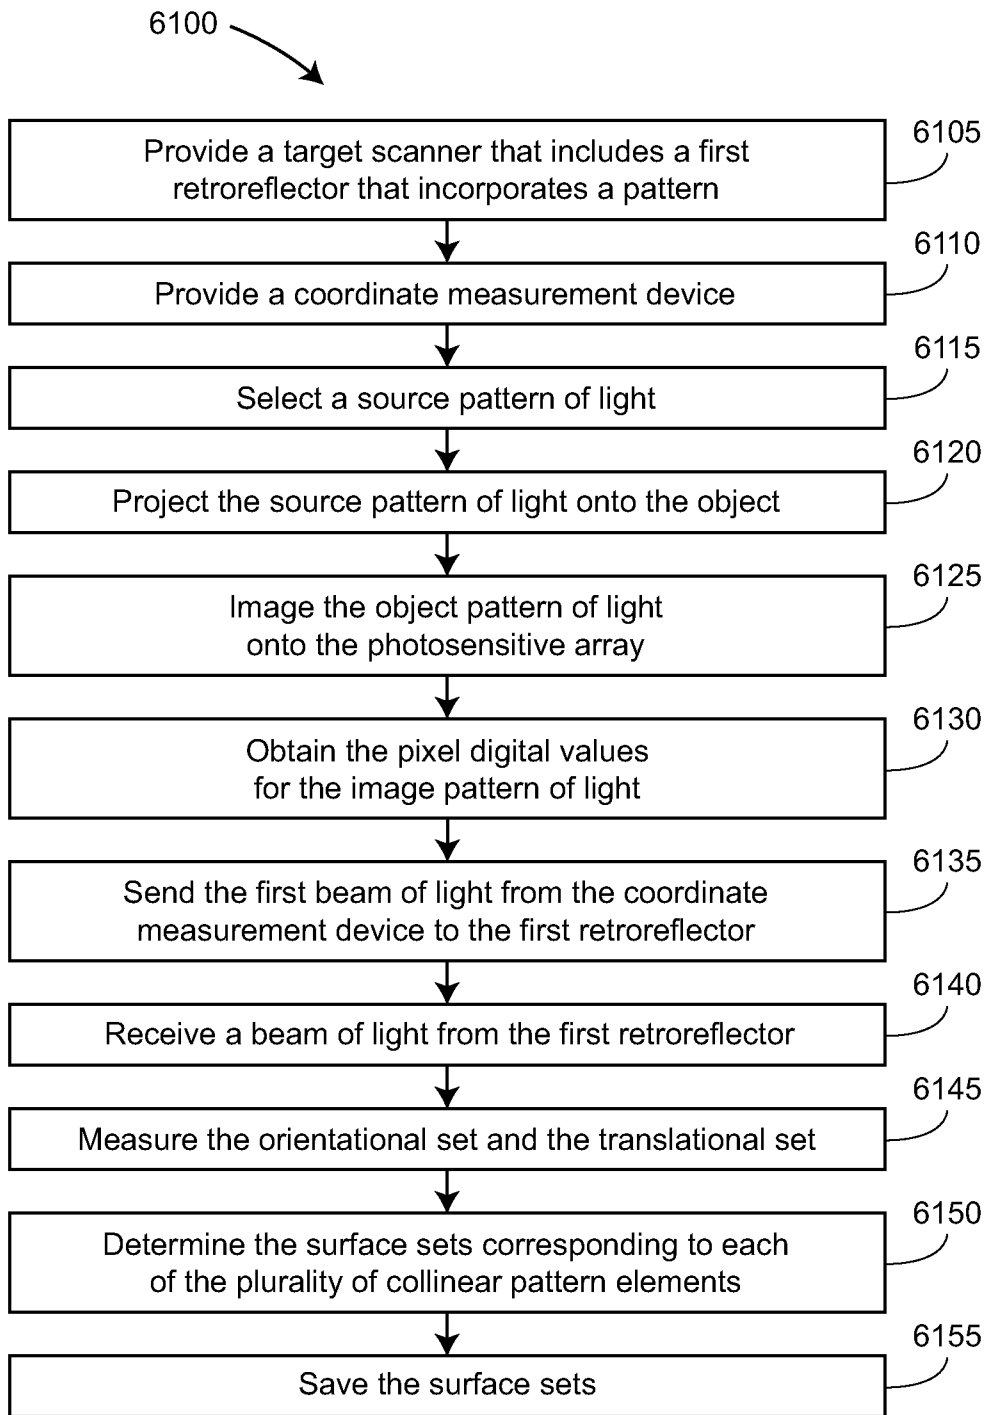 6100
6105
Provide a target scanner that includes a first
retroreflector that incorporates a pattern
6110
Provide a coordinate measurement device
6115
Select a source pattern of light
6120
Project the source pattern of light onto the object
6125
Image the object pattern of light
onto the photosensitive array
6130
Obtain the pixel digital values
for the image pattern of light
6135
Send the first beam of light from the coordinate
measurement device to the first retroreflector
6140
Receive a beam of light from the first retroreflector
6145
Measure the orientational set and the translational set
6150
Determine the surface sets corresponding to each
of the plurality of collinear pattern elements
6155
Save the surface sets